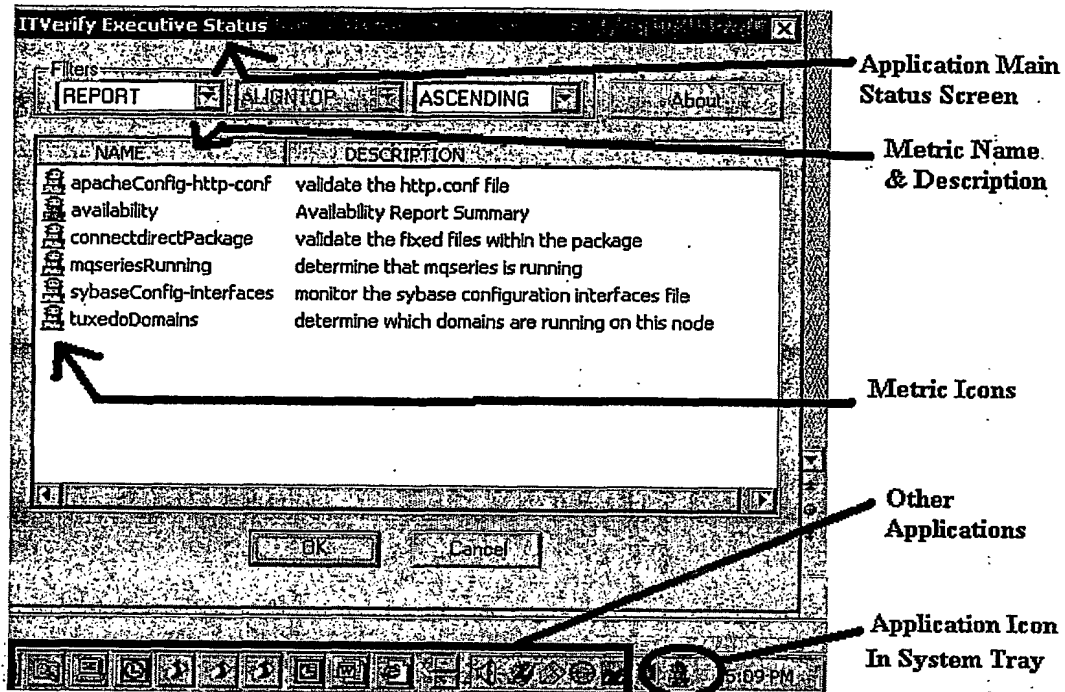 ITVerify Executive Status
Filters
REPORT
ALIGNTOP
ASCENDING
About
Application Main
Status Screen
NAME
DESCRIPTION
Metric Name
& Description
apacheConfig-http-conf validate the http.conf file
availability Availability Report Summary
connectdirectPackage validate the fixed files within the package
mqseriesRunning determine that mqseries is running
sybaseConfig-interfaces monitor the sybase configuration interfaces file
tuxedoDomains determine which domains are running on this node
Metric Icons
Other
Applications
OK
Cancel
Application Icon
In System Tray
5:09 PM